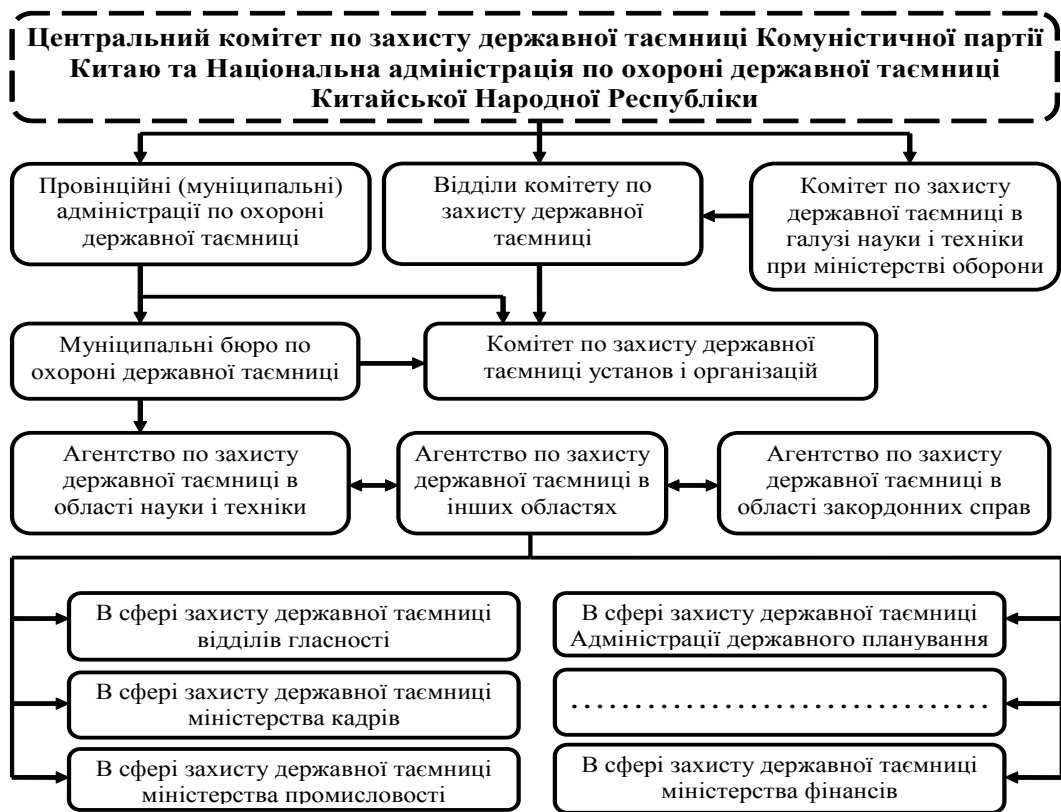 Центральний комітет по захисту державної таємниці Комуністичної партії
Китаю та Національна адміністрація по охороні державної таємниці
Китайської Народної Республіки
Провінційні (муніципальні)
адміністрації по охороні
державної таємниці
Відділи комітету по
захисту державної
таємниці
Комітет по захисту
державної таємниці в
галузі науки і техніки
при міністерстві оборони
Муніципальні бюро по
охороні державної таємниці
Комітет по захисту державної
таємниці установ і організацій
Агентство по захисту
державної таємниці в
області науки і техніки
Агентство по захисту
державної таємниці в
інших областях
Агентство по захисту
державної таємниці в
області закордонних справ
В сфері захисту державної таємниці
відділів гласності
В сфері захисту державної таємниці
Адміністрації державного планування
В сфері захисту державної таємниці
міністерства кадрів
. . . . . . . . . . . . . . . . . . . . . . . . . . . . . . . . . .
В сфері захисту державної таємниці
міністерства промисловості
В сфері захисту державної таємниці
міністерства фінансів